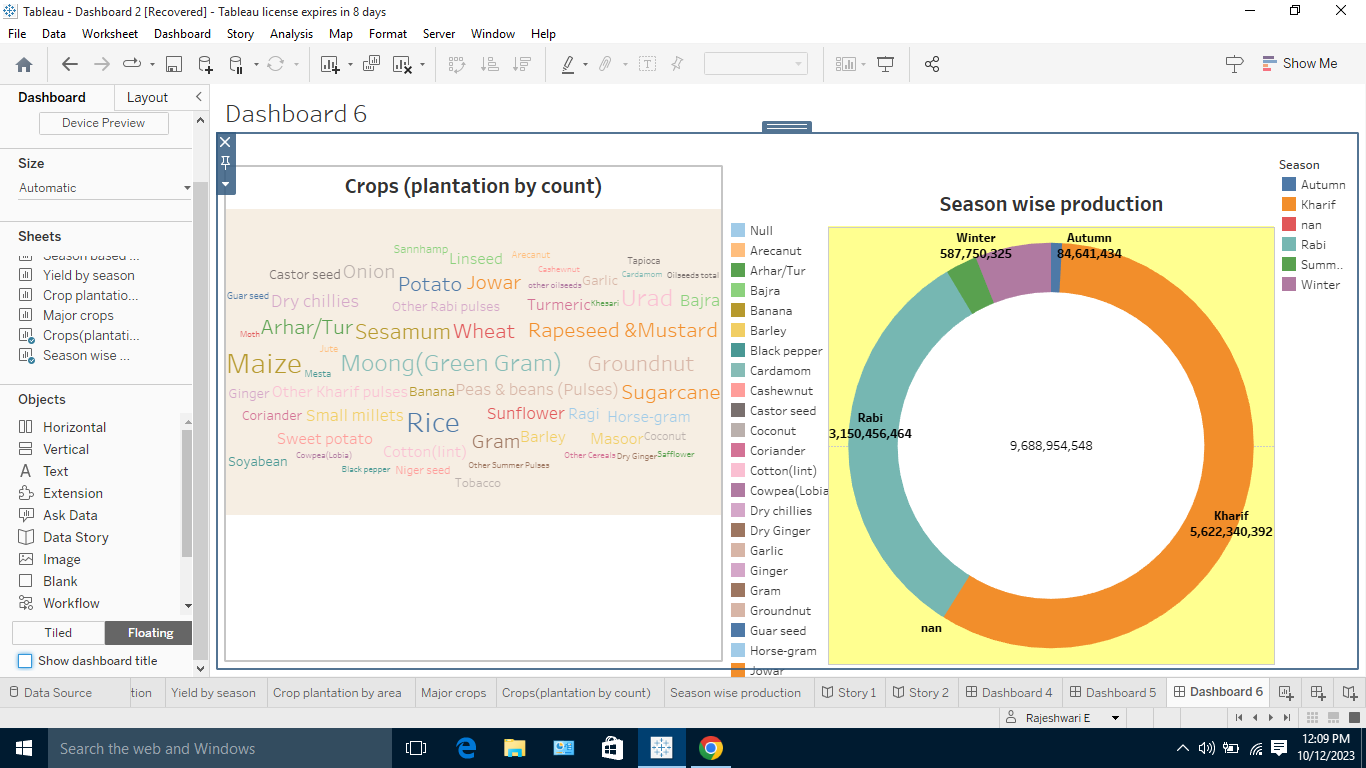 Tableau - Dashboard 2 [Recovered] - Tableau license expires in 8 days
File Data Worksheet Dashboard Story Analysis Map Format Server Window Help
Show Me
Dashboard Layout
Device Preview
Size
Automatic
Sheets
Season based ...
Yield by season
Crop plantatio...
Major crops
Crops(plantati...
Season wise ...
Objects
Horizontal
Vertical
Text
Extension
Ask Data
Data Story
Image
Blank
Workflow
Tiled Floating
Show dashboard title
Dashboard 6
Crops (plantation by count)
Sannhamp
Linseed
Arecanut
Tapioca
Castor seed
Onion
Cashewnut
Cardamom
Oilseeds total
Potato
Jowar
other oilseeds
Garlic
Guar seed
Dry chillies
Other Rabi pulses
Turmeric
Khesari
Urad
Bajra
Moth
Arhar/Tur
Sesamum
Wheat
Rapeseed &Mustard
Jute
Maize
Mesta
Moong(Green Gram)
Groundnut
Ginger
Other Kharif pulses
Banana
Peas & beans (Pulses)
Sugarcane
Coriander
Small millets
Rice
Sunflower
Ragi
Horse-gram
Sweet potato
Gram
Barley
Masoor
Coconut
Cotton(lint)
Soyabean
Cowpea(Lobia)
Black pepper
Niger seed
Other Summer Pulses
Other Cereals
Dry Ginger
Safflower
Tobacco
Null
Arecanut
Arhar/Tur
Bajra
Banana
Barley
Black pepper
Cardamom
Cashewnut
Castor seed
Coconut
Coriander
Cotton(lint)
Cowpea(Lobia
Dry chillies
Dry Ginger
Garlic
Ginger
Gram
Groundnut
Guar seed
Horse-gram
Jowar
Season wise production
Winter
587,750,325
Autumn
84,641,434
Rabi
3,150,456,464
9,688,954,548
Kharif
5,622,340,392
nan
Season
Autumn
Kharif
nan
Rabi
Summ..
Winter
Data Source tion Yield by season Crop plantation by area Major crops Crops(plantation by count) Season wise production Story 1 Story 2 Dashboard 4 Dashboard 5 Dashboard 6
Rajeshwari E
Search the web and Windows
12:09 PM
10/12/2023